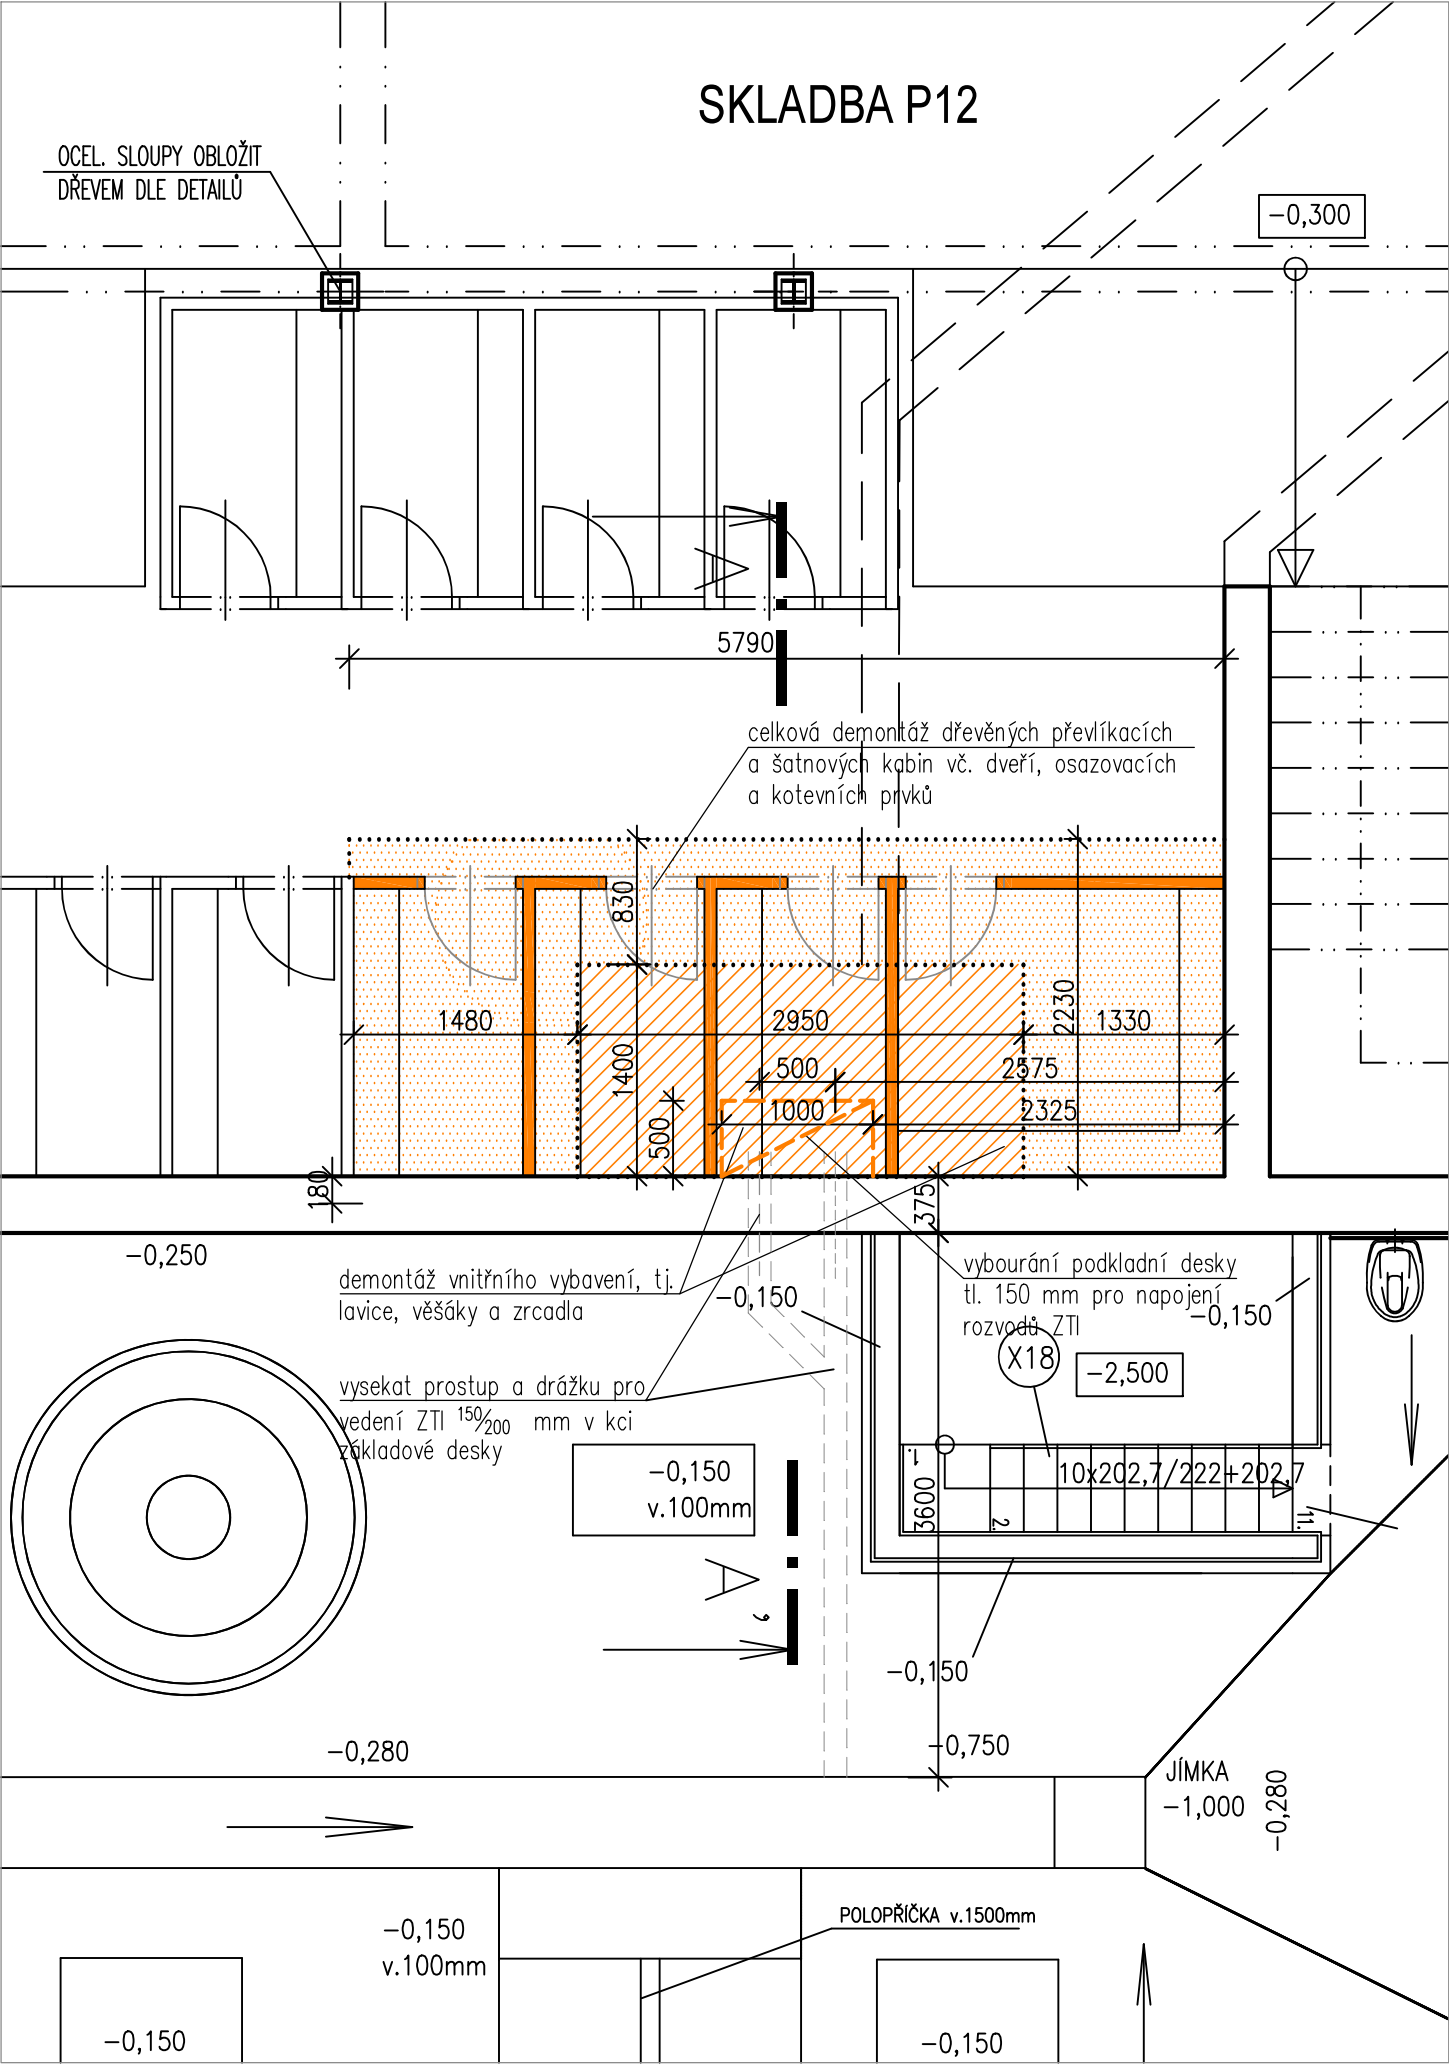 SKLADBA P12
OCEL. SLOUPY OBLOŽIT
DŘEVEM DLE DETAILŮ
-0,300
A
5790
celková demontáž dřevěných převlíkacích
a šatnových kabin vč. dveří, osazovacích
a kotevních prvků
830
2230
1480
2950
1330
1400
500
2575
1000
2325
500
180
375
-0,250
demontáž vnitřního vybavení, tj.
lavice, věšáky a zrcadla
-0,150
vybourání podkladní desky
tl. 150 mm pro napojení
rozvodů ZTI
-0,150
X18
-2,500
vysekat prostup a drážku pro
vedení ZTI 150/200 mm v kci
základové desky
-0,150
v.100mm
1.
10x202,7/222+202,7
3600
2.
11.
A'
-0,150
-0,280
-0,750
JÍMKA
-1,000
-0,280
POLOPŘÍČKA v.1500mm
-0,150
v.100mm
-0,150
-0,150